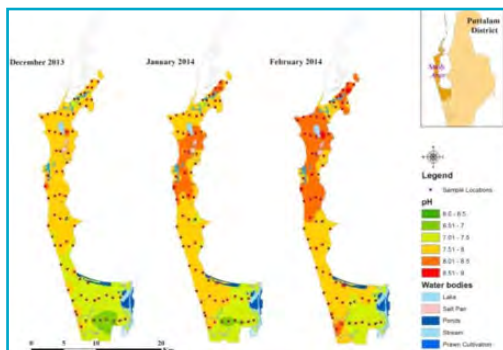 Puttalam
District
Study
Area
December 2013
January 2014
February 2014
Legend
Sample Locations
pH
6.0 - 6.5
6.51 - 7
7.01 - 7.5
7.51 - 8
8.01 - 8.5
8.51 - 9
Water bodies
Lake
Salt Pan
Ponds
Stream
Prawn Cultivation
0
5
10
15
20